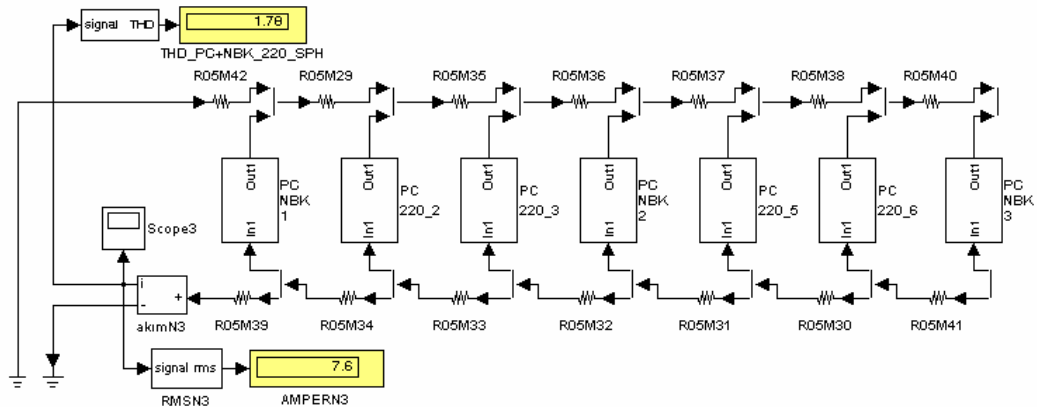 signal THD
1.78
THD_PC+NBK_220_SPH
R05M42 R05M29 R05M35 R05M36 R05M37 R05M38 R05M40
Out1 Out1 Out1 Out1 Out1 Out1 Out1
PC NBK 1
PC 220_2
PC 220_3
PC NBK 2
PC 220_5
PC 220_6
PC NBK 3
In1 In1 In1 In1 In1 In1 In1
Scope3
i
-
+
akımN3
R05M39 R05M34 R05M33 R05M32 R05M31 R05M30 R05M41
signal rms
7.6
RMSN3
AMPERN3